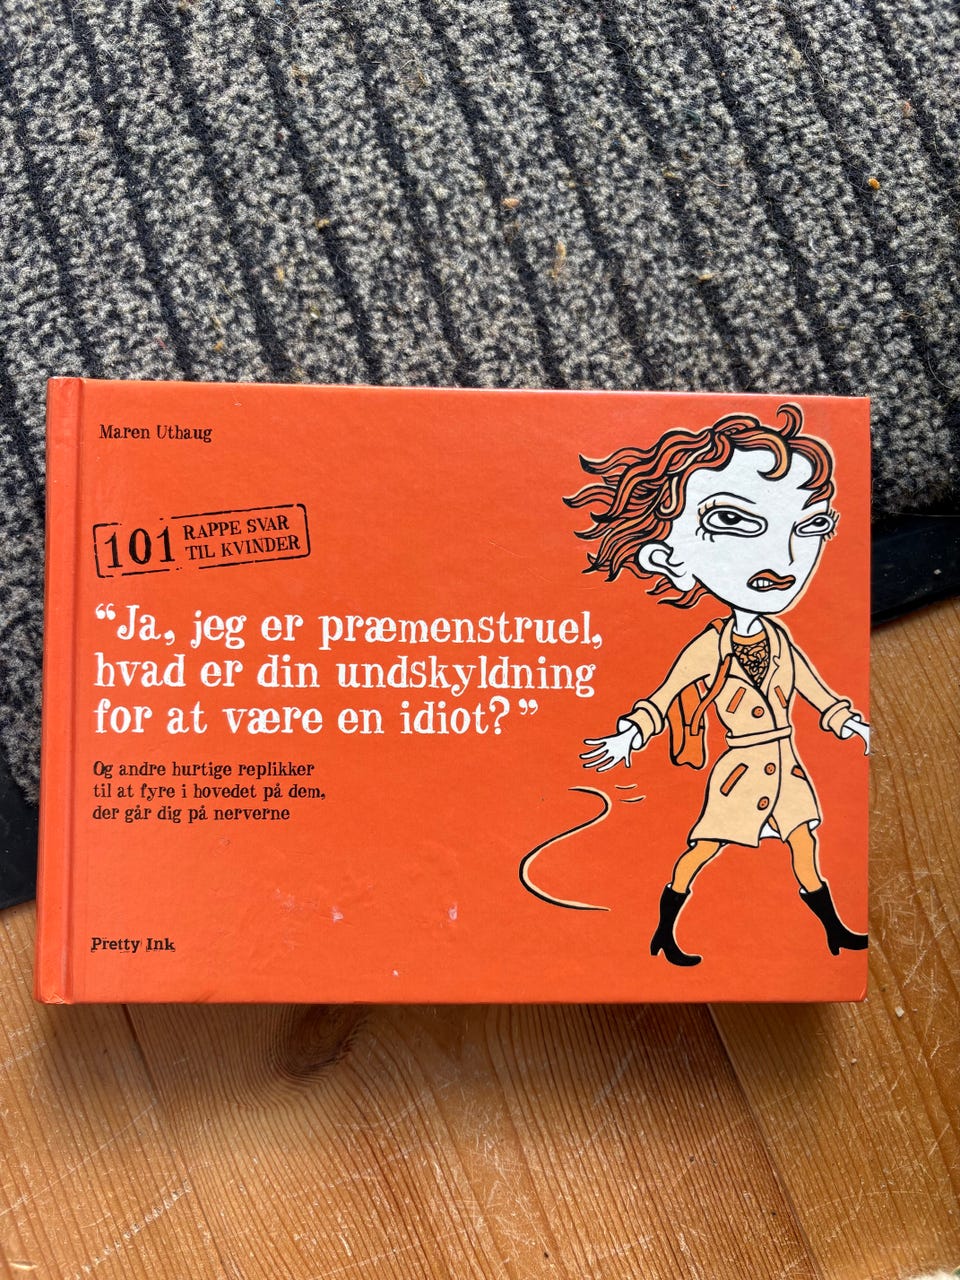 Maren Uthaug
101 RAPPE SVAR
TIL KVINDER
“Ja, jeg er præmenstruel,
hvad er din undskyldning
for at være en idiot?”
Og andre hurtige replikker
til at fyre i hovedet på dem,
der går dig på nerverne
Pretty Ink